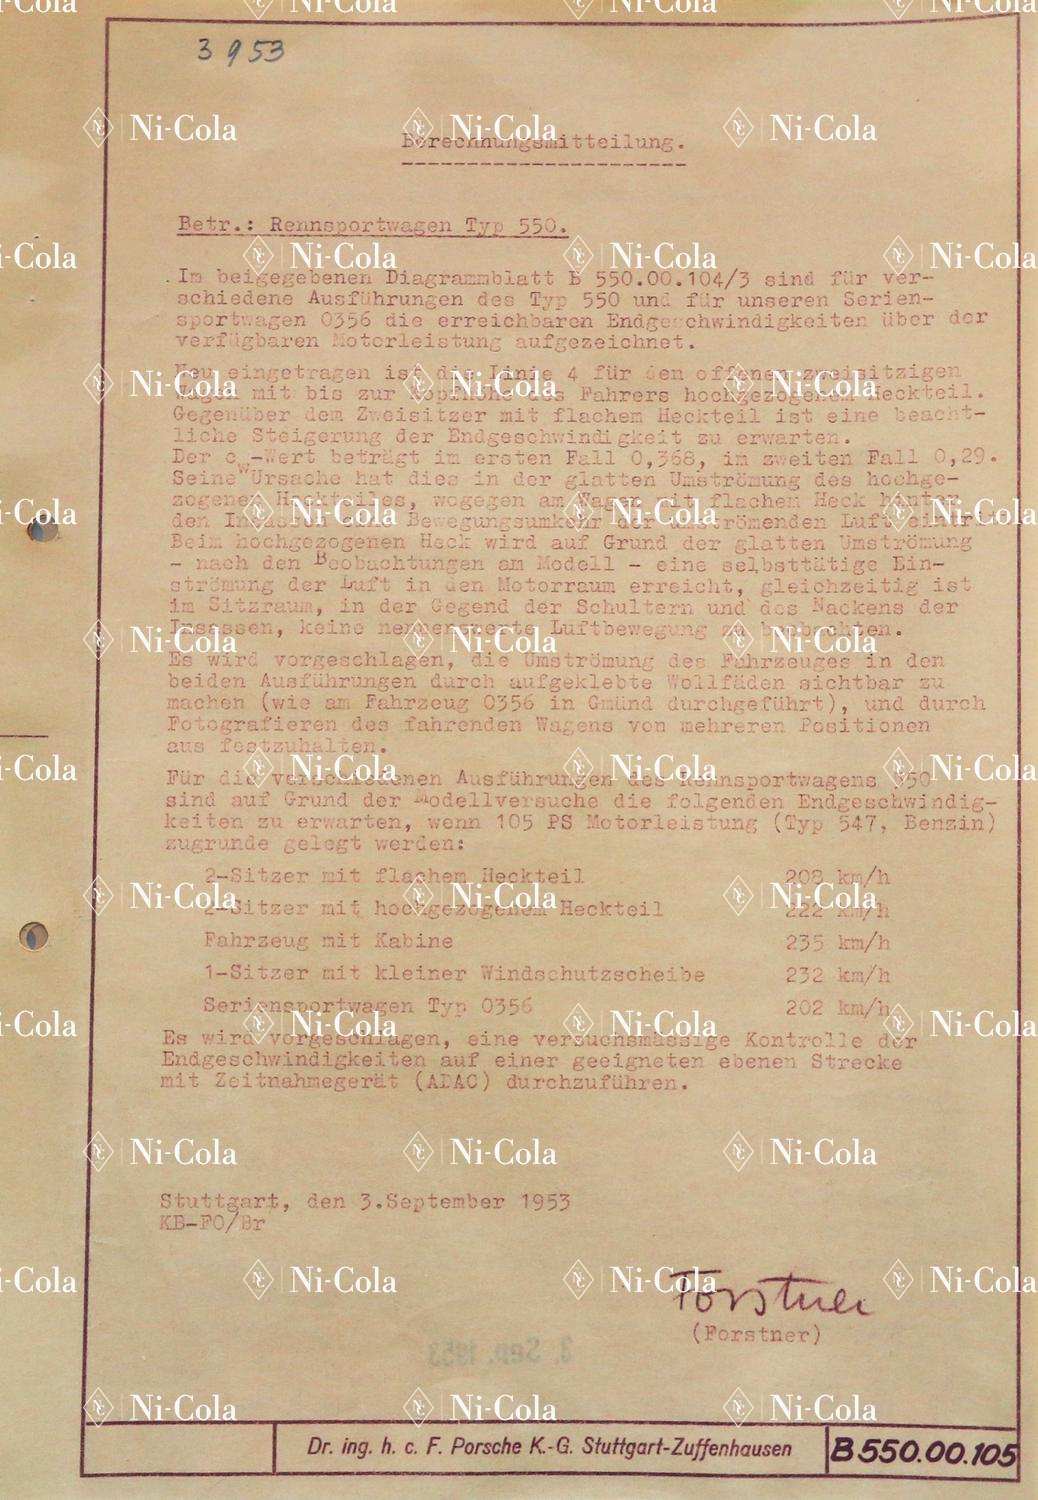 3 9 53
Berechnungsmitteilung.
Betr.: Rennsportwagen Typ 550.
Im beigegebenen Diagrammblatt B 550.00.104/3 sind für ver-
schiedene Ausführungen des Typ 550 und für unseren Serien-
sportwagen 0356 die erreichbaren Endgeschwindigkeiten über der
verfügbaren Motorleistung aufgezeichnet.
Neu eingetragen ist die Linie 4 für den offenen zweisitzigen
Wagen mit bis zur Kopfhöhe des Fahrers hochgezogenem Heckteil.
Gegenüber dem Zweisitzer mit flachem Heckteil ist eine beacht-
liche Steigerung der Endgeschwindigkeit zu erwarten.
Der cw-Wert beträgt im ersten Fall 0,368, im zweiten Fall 0,29.
Seine Ursache hat dies in der glatten Umströmung des hochge-
zogenen Heckteiles, wogegen am Wagen mit flachem Heck hinter
den Insassen eine Bewegungsumkehr der umströmenden Luft
Beim hochgezogenen Heck wird auf Grund der glatten Umströmung
- nach den Beobachtungen am Modell - eine selbsttätige Ein-
strömung der Luft in den Motorraum erreicht, gleichzeitig ist
im Sitzraum, in der Gegend der Schultern und des Nackens der
Insassen, keine nennenswerte Luftbewegung zu beobachten.
Es wird vorgeschlagen, die Umströmung des Fahrzeuges in den
beiden Ausführungen durch aufgeklebte Wollfäden sichtbar zu
machen (wie am Fahrzeug 0356 in Gmünd durchgeführt), und durch
Fotografieren des fahrenden Wagens von mehreren Positionen
aus festzuhalten.
Für die verschiedenen Ausführungen des Rennsportwagens 550
sind auf Grund der Modellversuche die folgenden Endgeschwindig-
keiten zu erwarten, wenn 105 PS Motorleistung (Typ 547, Benzin)
zugrunde gelegt werden:
2-Sitzer mit flachem Heckteil 208 km/h
2-Sitzer mit hochgezogenem Heckteil 222 km/h
Fahrzeug mit Kabine 235 km/h
1-Sitzer mit kleiner Windschutzscheibe 232 km/h
Seriensportwagen Typ 0356 202 km/h
Es wird vorgeschlagen, eine versuchsmässige Kontrolle der
Endgeschwindigkeiten auf einer geeigneten ebenen Strecke
mit Zeitnahmegerät (ADAC) durchzuführen.
Stuttgart, den 3.September 1953
KB-FO/Br
Forstner
(Forstner)
3. Sep. 1953
Dr. ing. h. c. F. Porsche K.-G. Stuttgart-Zuffenhausen
B 550.00.105
Ni-Cola